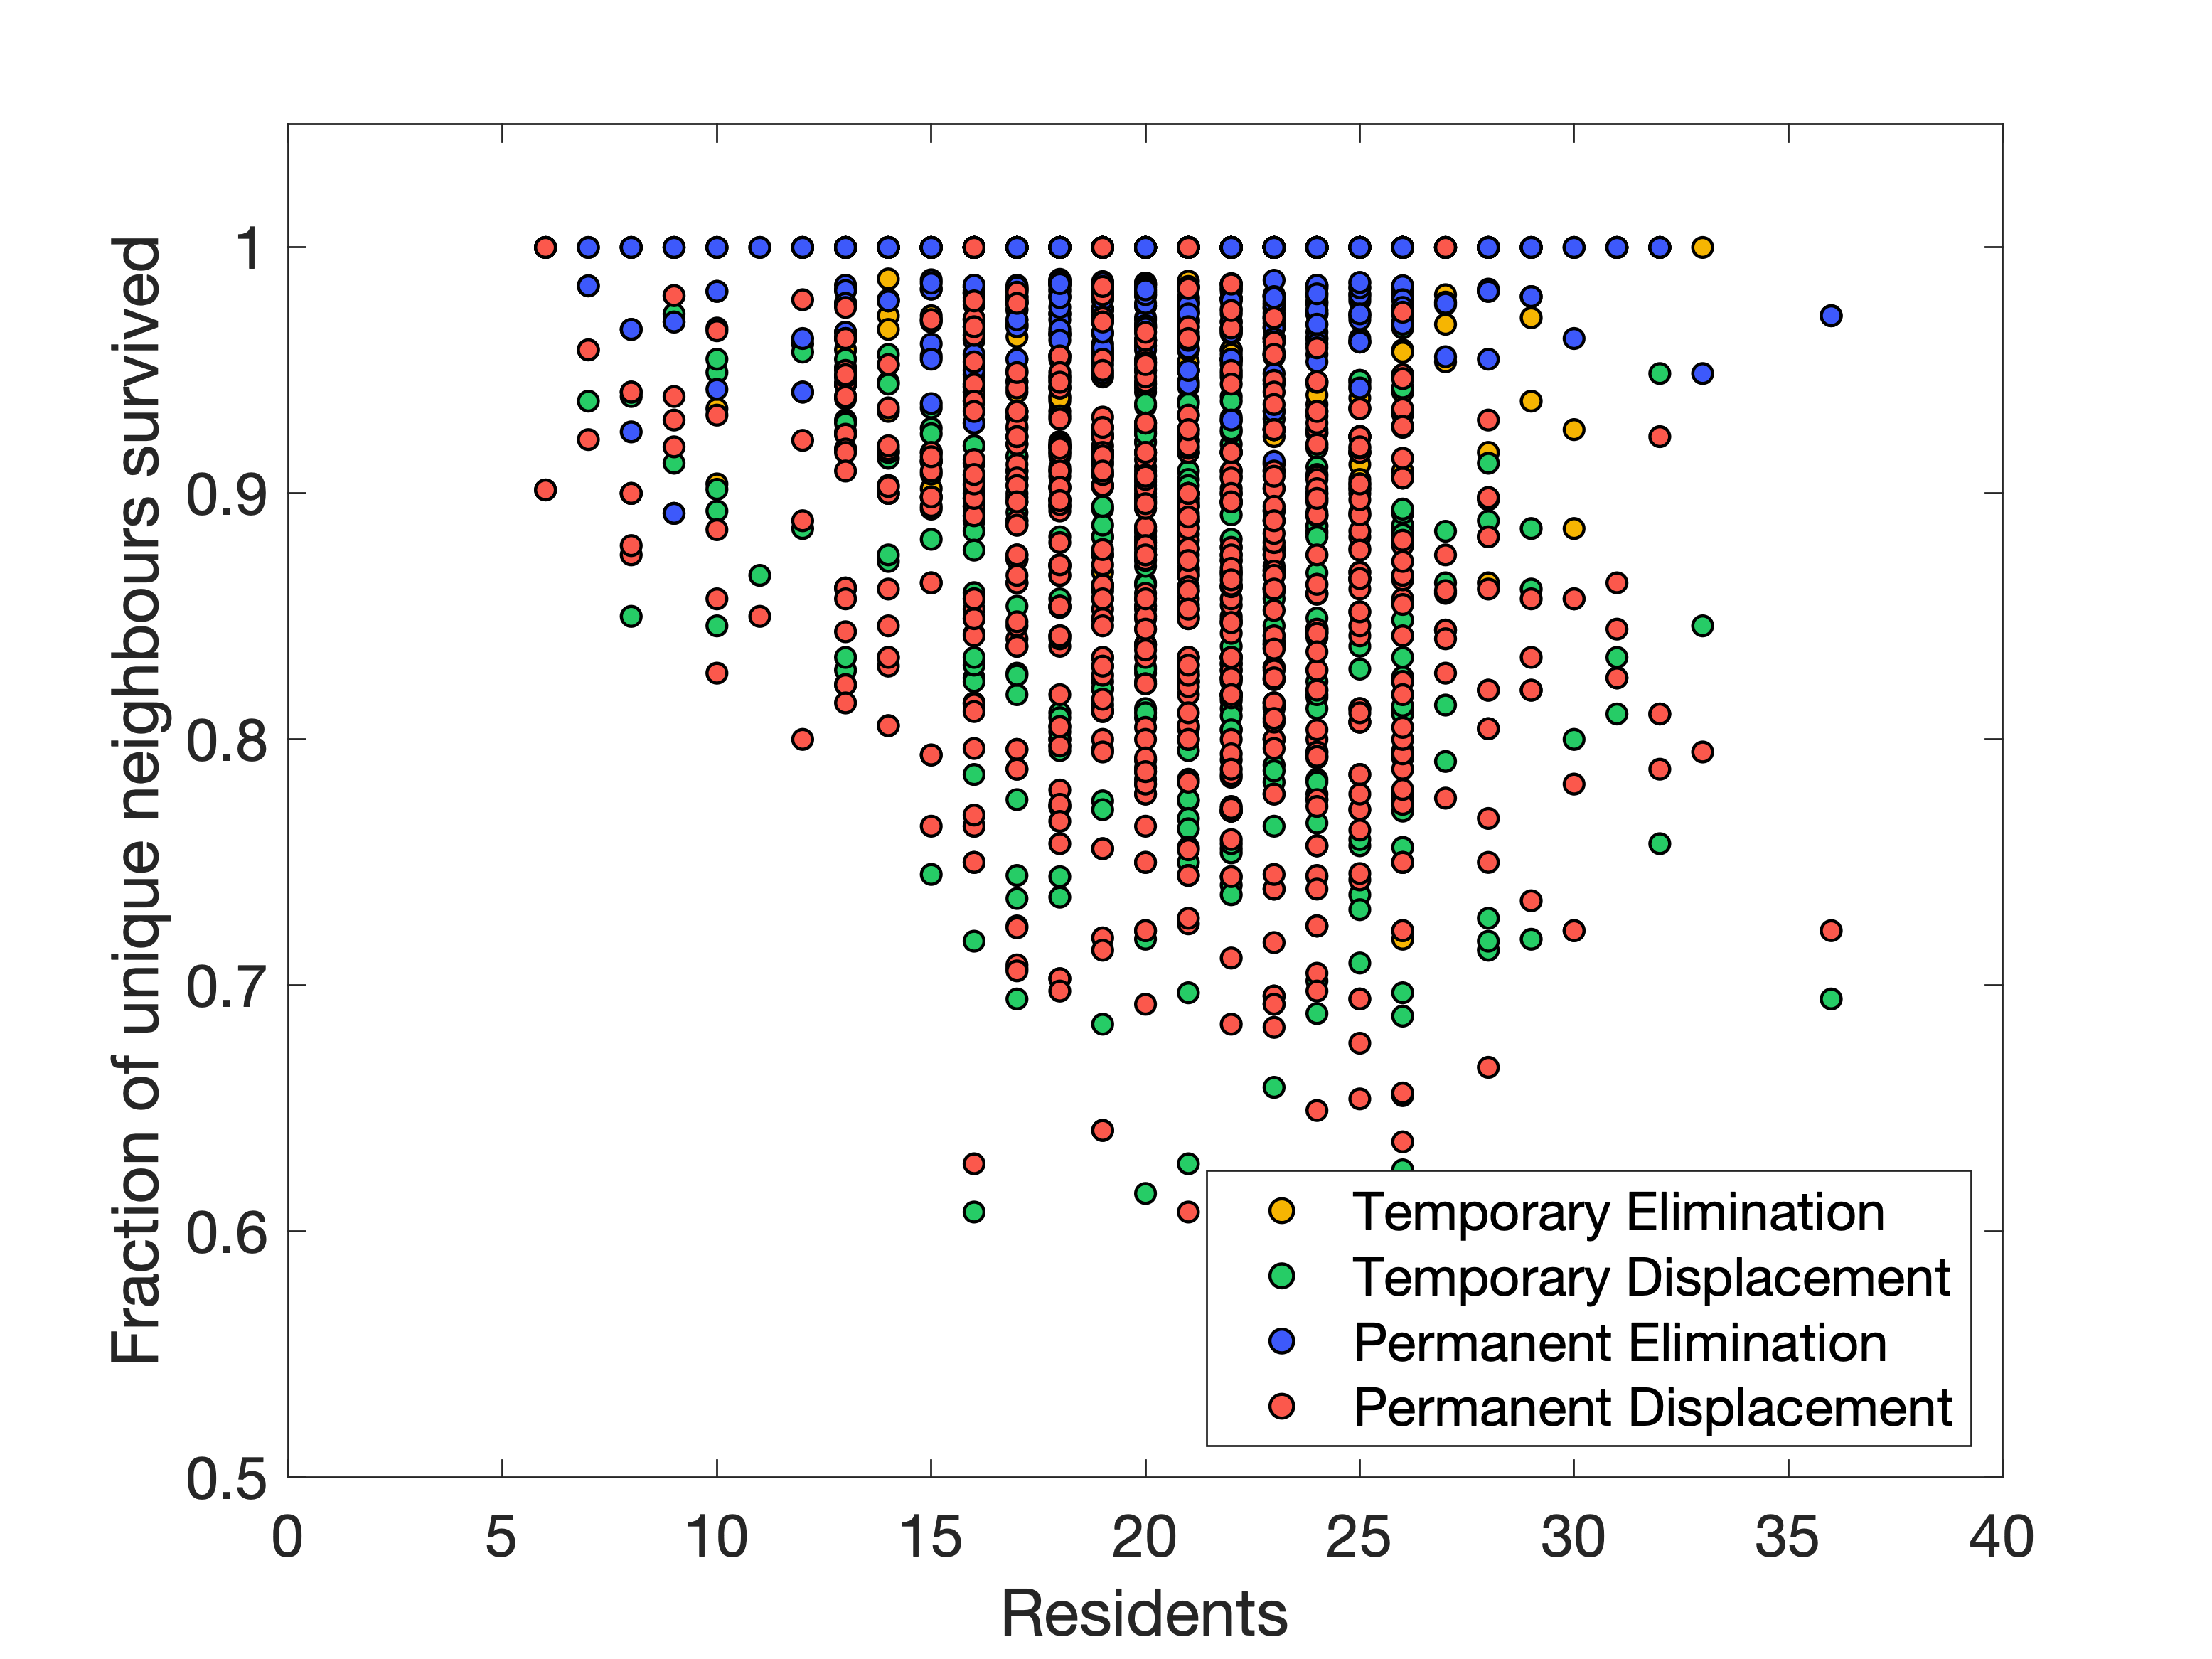 Fraction of unique neighbours survived
1
0.9
0.8
0.7
0.6
0.5
0 5 10 15 20 25 30 35 40
Residents
Temporary Elimination
Temporary Displacement
Permanent Elimination
Permanent Displacement